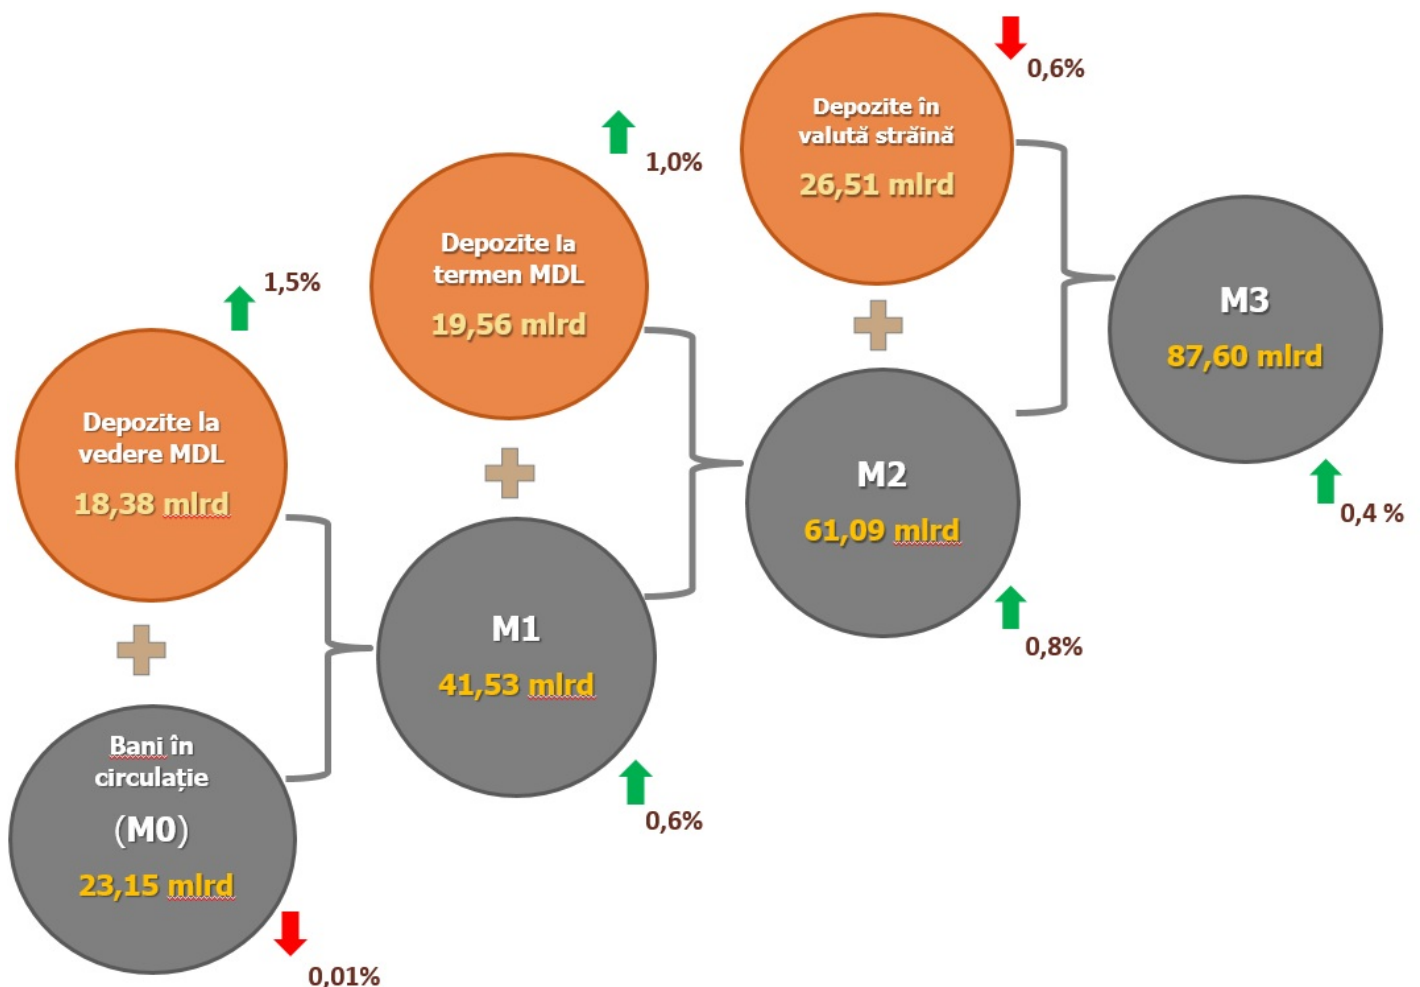 0,6%
Depozite în
valută străină
26,51 mlrd
1,0%
Depozite la
termen MDL
19,56 mlrd
M3
87,60 mlrd
1,5%
Depozite la
vedere MDL
18,38 mlrd
M2
61,09 mlrd
0,4 %
M1
41,53 mlrd
0,8%
Bani în
circulație
(M0)
23,15 mlrd
0,6%
0,01%